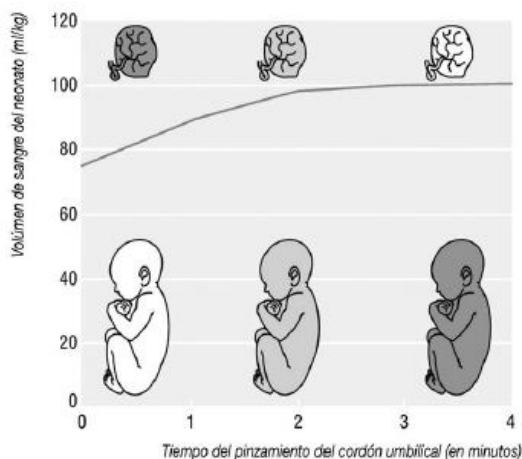 Volúmen de sangre del neonato (ml/kg)
120
100
80
60
40
20
0
0 1 2 3 4
Tiempo del pinzamiento del cordón umbilical (en minutos)